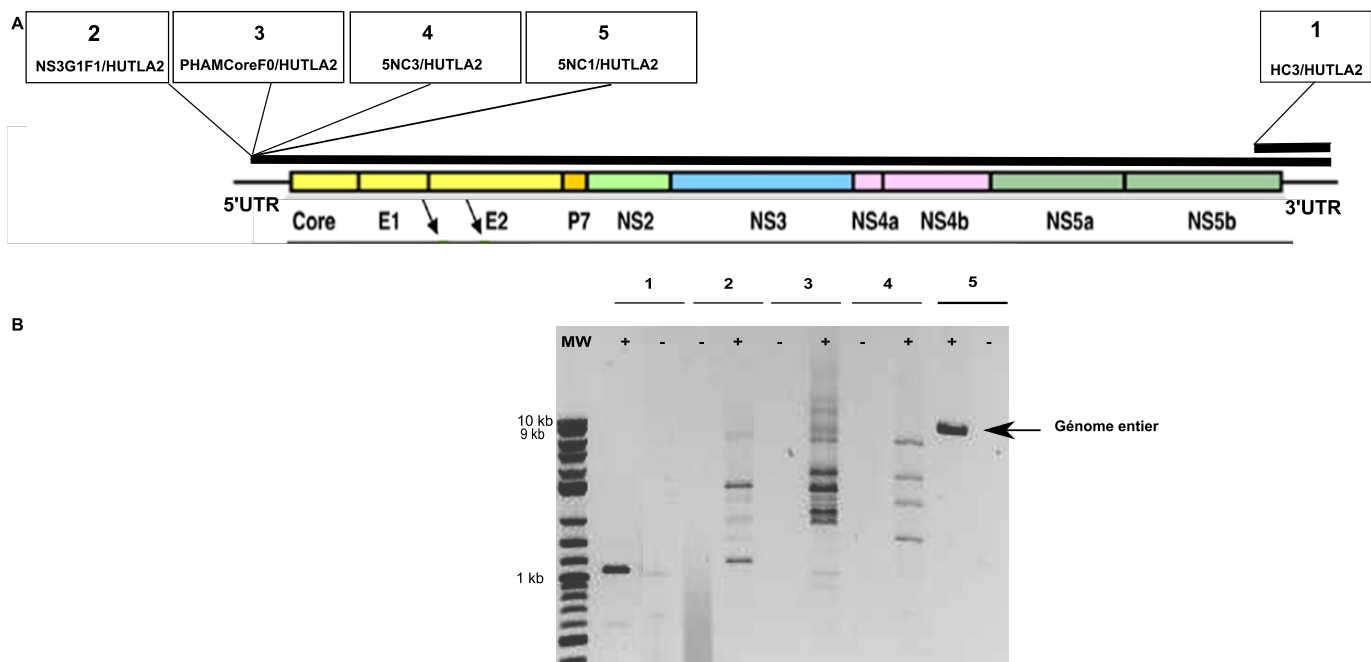 A
2
NS3G1F1/HUTLA2
3
PHAMCoreF0/HUTLA2
4
5NC3/HUTLA2
5
5NC1/HUTLA2
1
HC3/HUTLA2
5'UTR
3'UTR
Core E1 E2 P7 NS2 NS3 NS4a NS4b NS5a NS5b
B
1 2 3 4 5
MW + - - + - + - + + -
10 kb
9 kb
Génome entier
1 kb